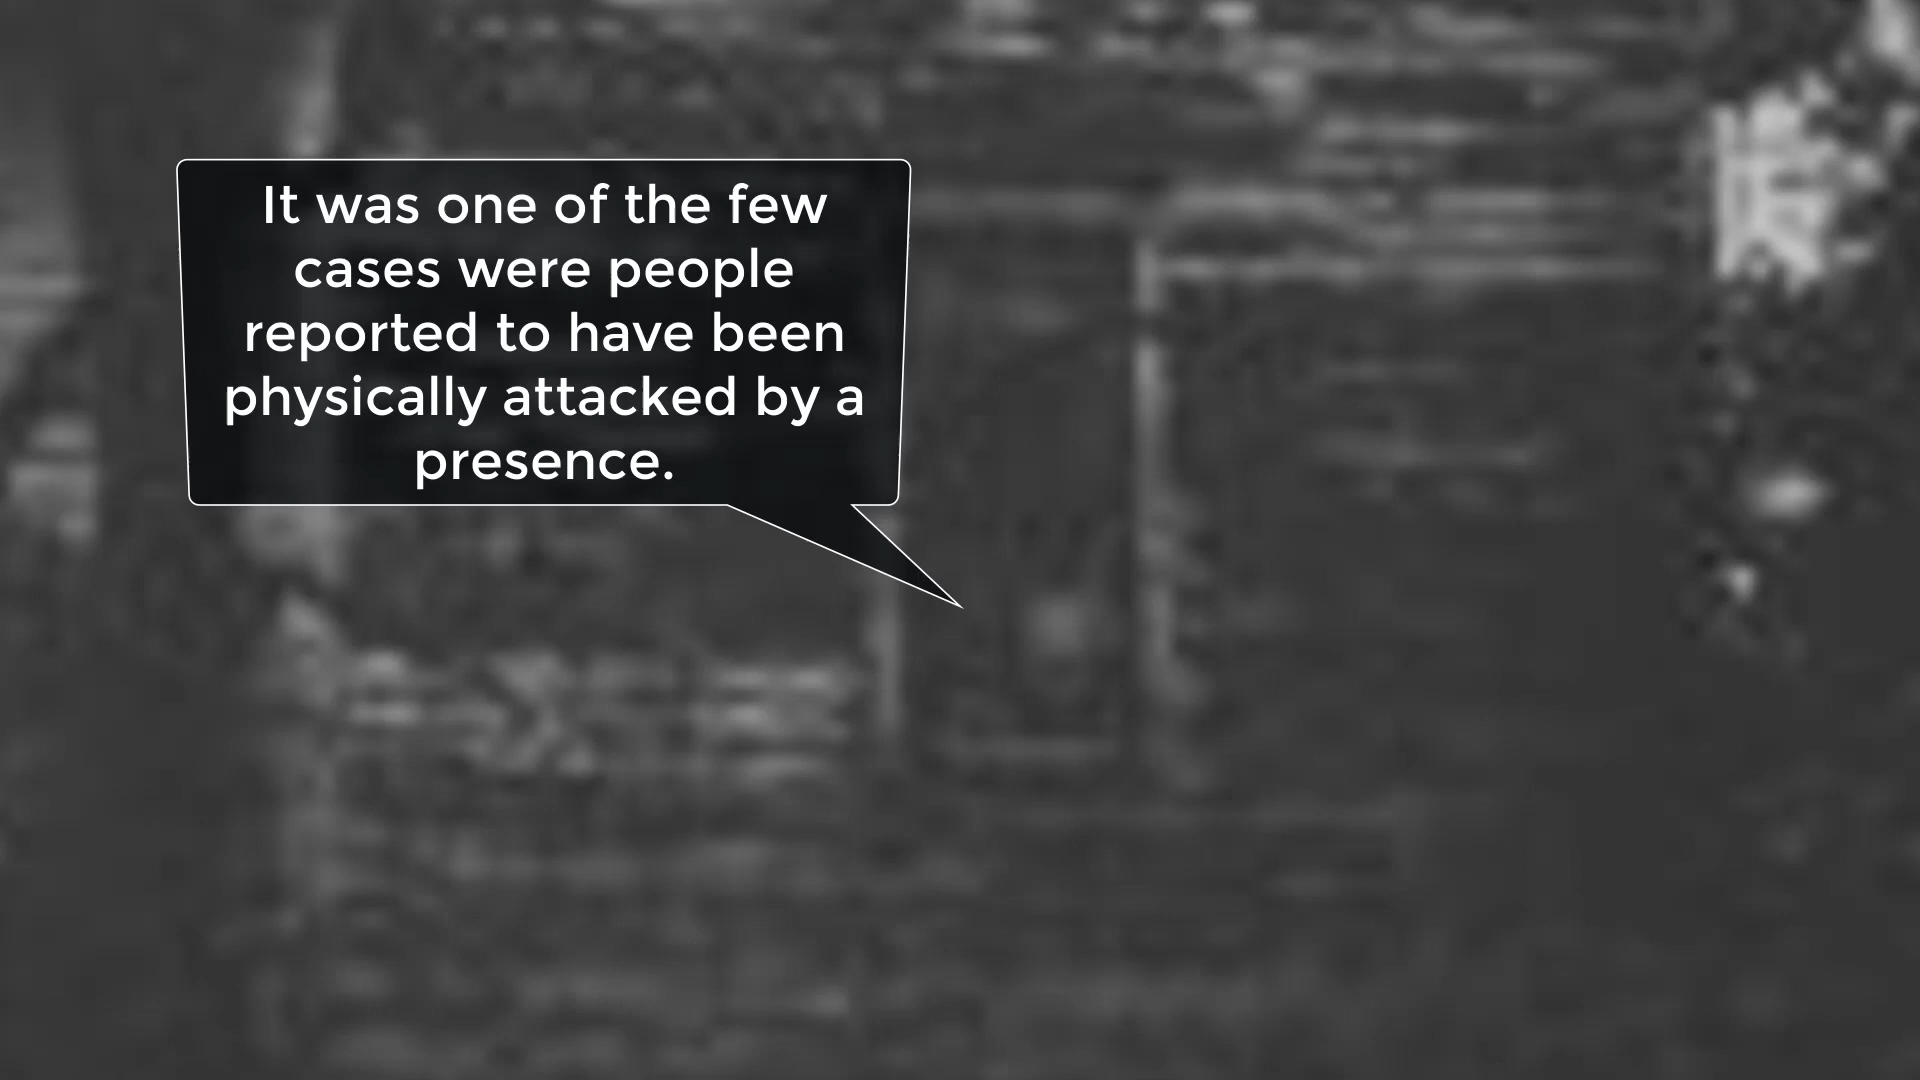 It was one of the few
cases were people
reported to have been
physically attacked by a
presence.